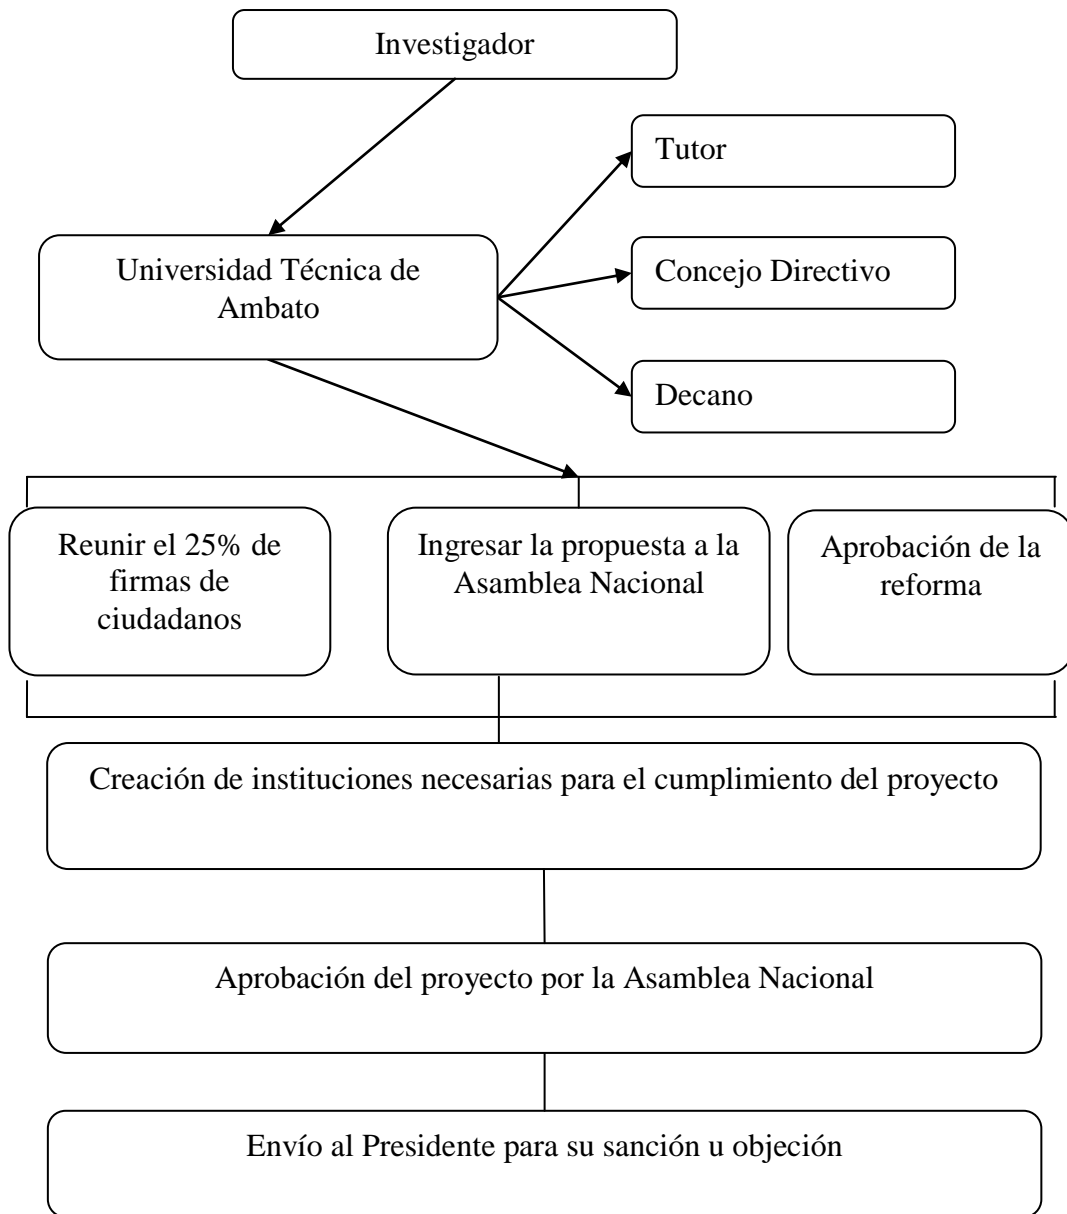 Investigador
Tutor
Universidad Técnica de
Ambato
Concejo Directivo
Decano
Reunir el 25% de
firmas de
ciudadanos
Ingresar la propuesta a la
Asamblea Nacional
Aprobación de la
reforma
Creación de instituciones necesarias para el cumplimiento del proyecto
Aprobación del proyecto por la Asamblea Nacional
Envío al Presidente para su sanción u objeción